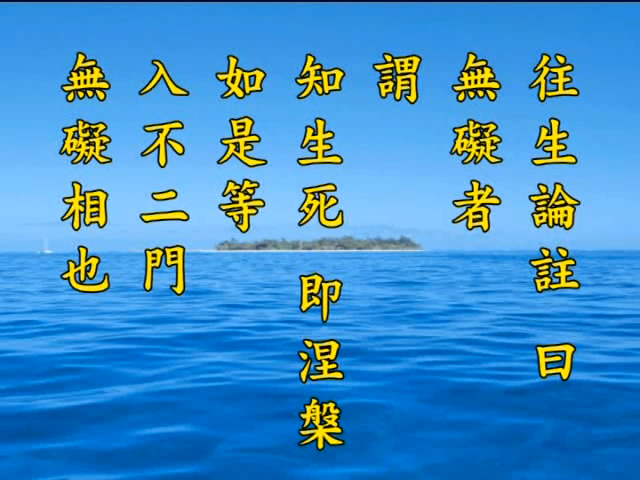 往生論註 曰
無礙者
謂
知生死 即涅槃
如是等
入不二門
無礙相也